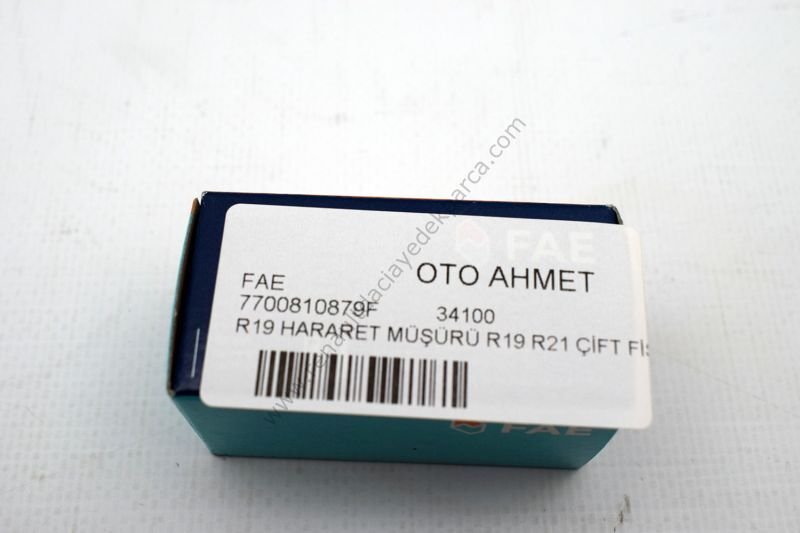 FAE
OTO AHMET
FAE
7700810879F 34100
R19 HARARET MÜŞÜRÜ R19 R21 ÇİFT FİŞ
FAE